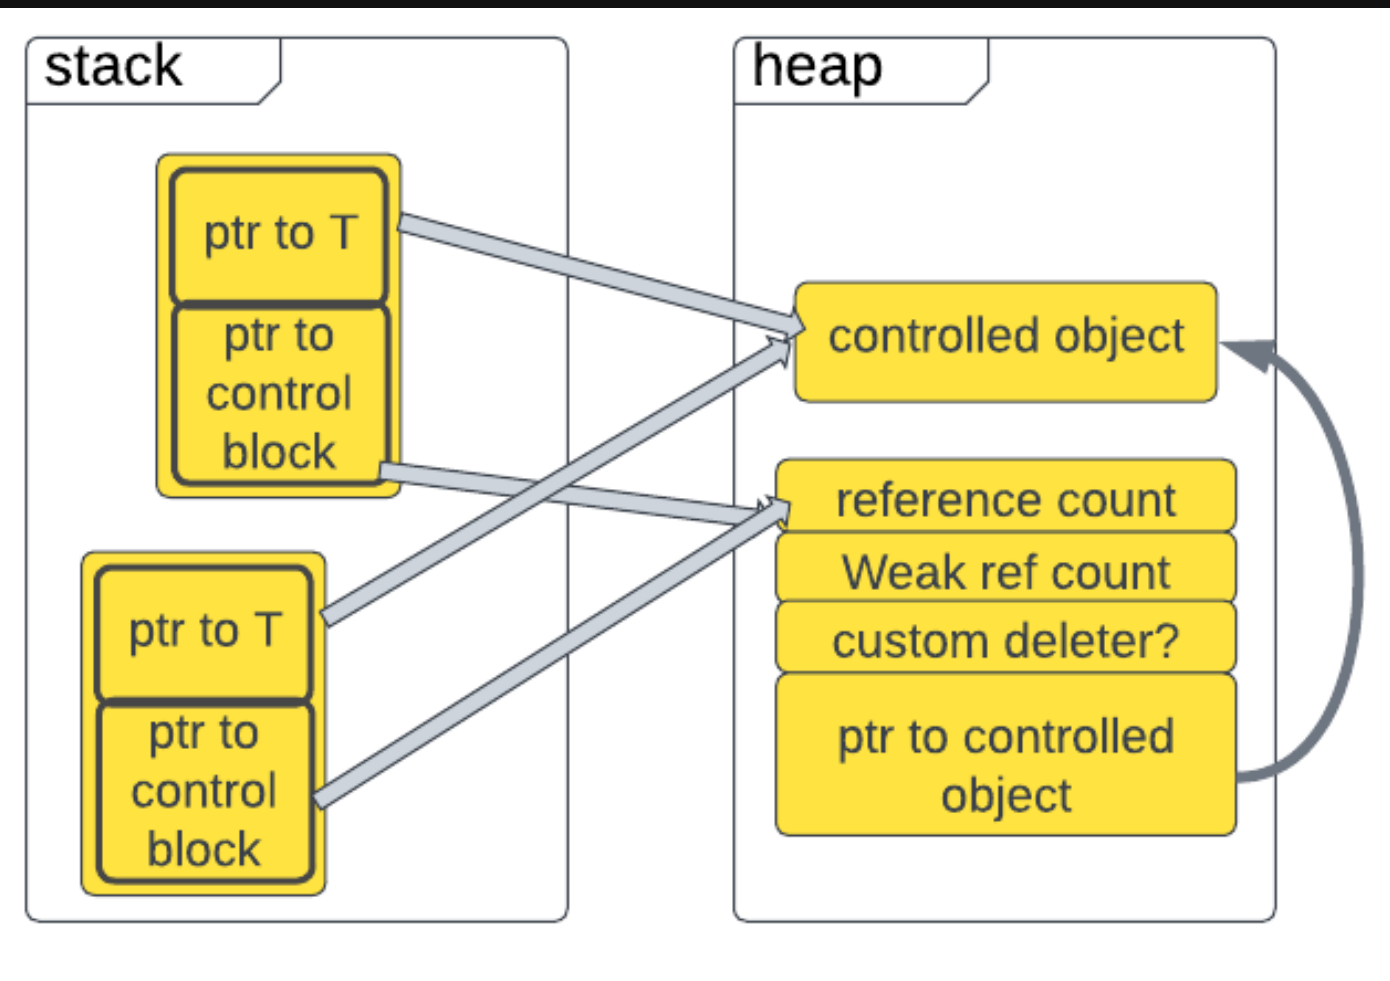 stack
ptr to T
ptr to
control
block
ptr to T
ptr to
control
block
heap
controlled object
reference count
Weak ref count
custom deleter?
ptr to controlled
object